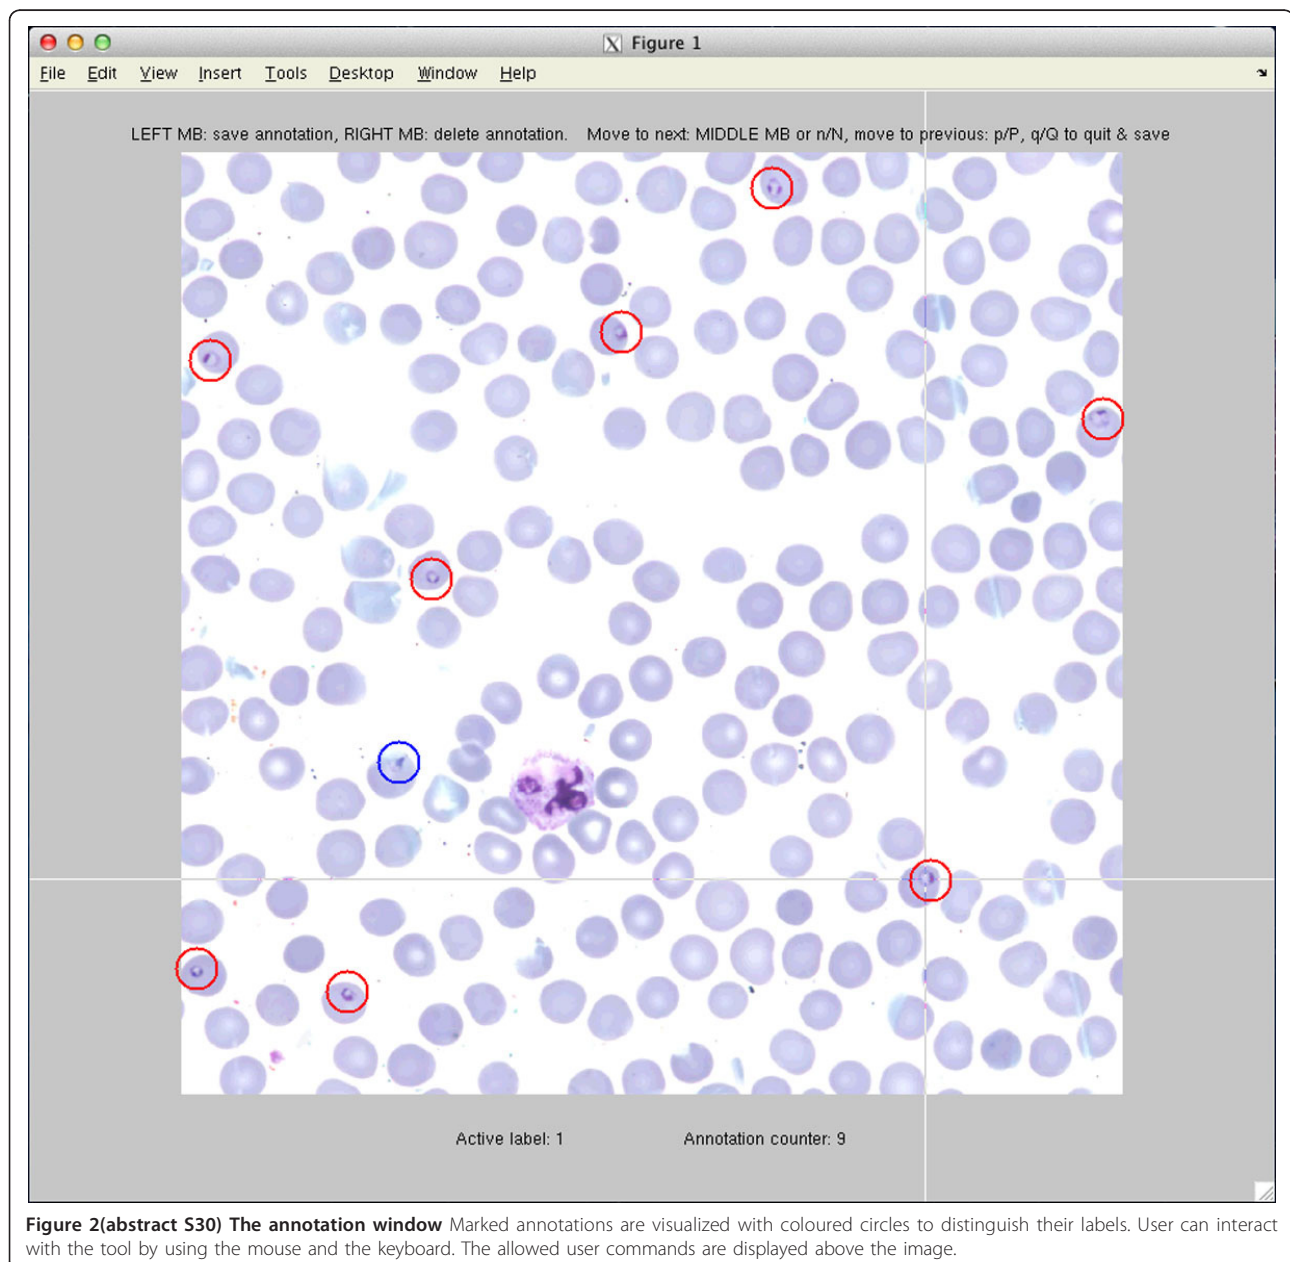 Figure 1
File Edit View Insert Tools Desktop Window Help
LEFT MB: save annotation, RIGHT MB: delete annotation. Move to next: MIDDLE MB or n/N, move to previous: p/P, q/Q to quit & save
Active label: 1 Annotation counter: 9
Figure 2(abstract S30) The annotation window Marked annotations are visualized with coloured circles to distinguish their labels. User can interact
with the tool by using the mouse and the keyboard. The allowed user commands are displayed above the image.